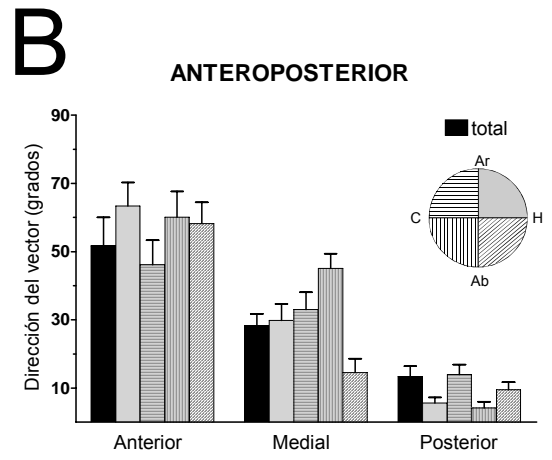 B
ANTEROPOSTERIOR
Dirección del vector (grados)
90
70
50
30
10
total
Ar
C
H
Ab
Anterior
Medial
Posterior